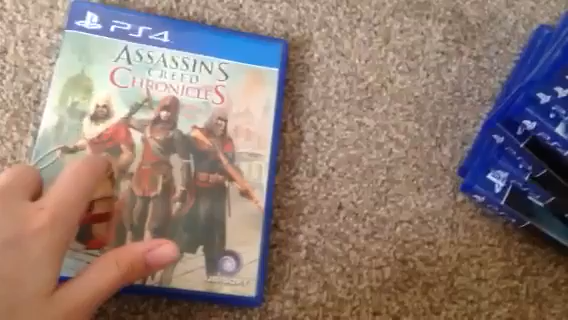 PS4
ASSASSIN'S
CREED
CHRONICLES
UBISOFT